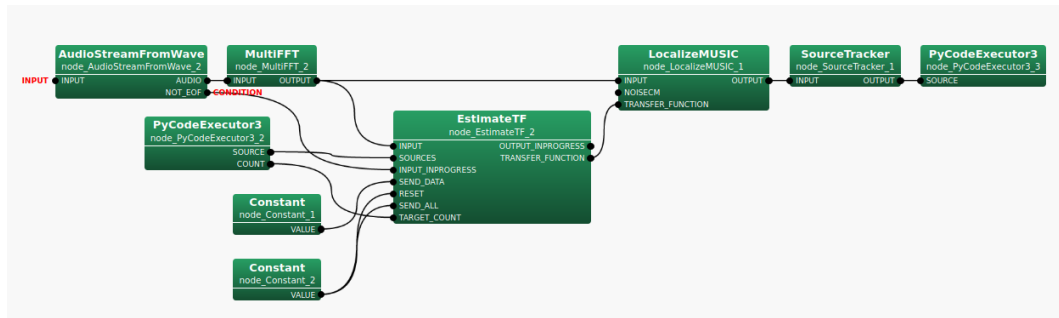 AudioStreamFromWave
node_AudioStreamFromWave_2
INPUT
INPUT
AUDIO
NOT_EOF
CONDITION
MultiFFT
node_MultiFFT_2
INPUT
OUTPUT
LocalizeMUSIC
node_LocalizeMUSIC_1
INPUT
OUTPUT
NOISECM
TRANSFER_FUNCTION
SourceTracker
node_SourceTracker_1
INPUT
OUTPUT
PyCodeExecutor3
node_PyCodeExecutor3_3
SOURCE
PyCodeExecutor3
node_PyCodeExecutor3_2
SOURCE
COUNT
EstimateTF
node_EstimateTF_2
INPUT
OUTPUT_INPROGRESS
SOURCES
TRANSFER_FUNCTION
INPUT_INPROGRESS
SEND_DATA
RESET
SEND_ALL
TARGET_COUNT
Constant
node_Constant_1
VALUE
Constant
node_Constant_2
VALUE